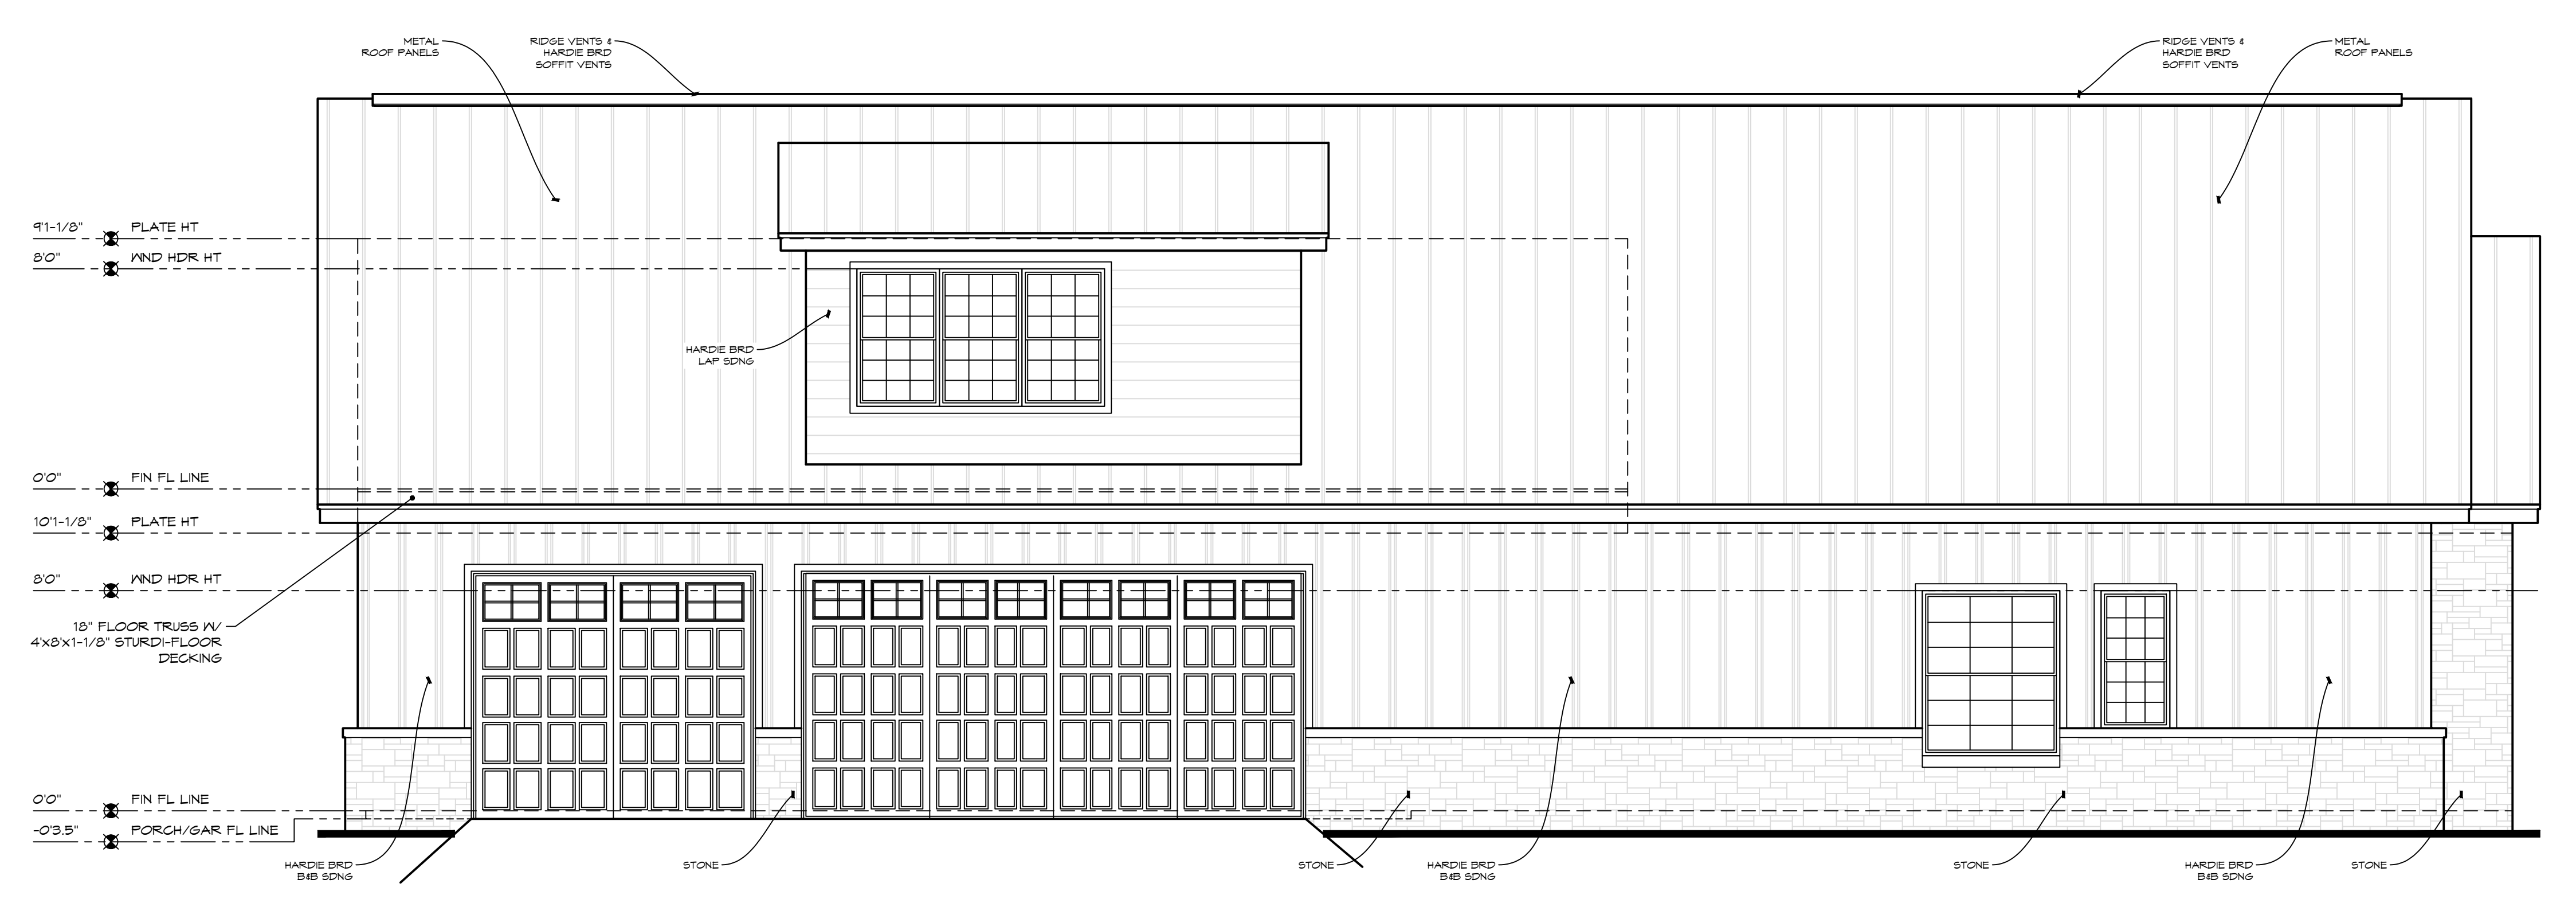 METAL
ROOF PANELS
RIDGE VENTS &
HARDIE BRD
SOFFIT VENTS
RIDGE VENTS &
HARDIE BRD
SOFFIT VENTS
METAL
ROOF PANELS
9'1-1/8" PLATE HT
8'0" WND HDR HT
HARDIE BRD
LAP SDNG
0'0" FIN FL LINE
10'1-1/8" PLATE HT
8'0" WND HDR HT
18" FLOOR TRUSS W/
4'x8'x1-1/8" STURDI-FLOOR
DECKING
0'0" FIN FL LINE
-0'3.5" PORCH/GAR FL LINE
HARDIE BRD
B&B SDNG
STONE
STONE
HARDIE BRD
B&B SDNG
STONE
HARDIE BRD
B&B SDNG
STONE